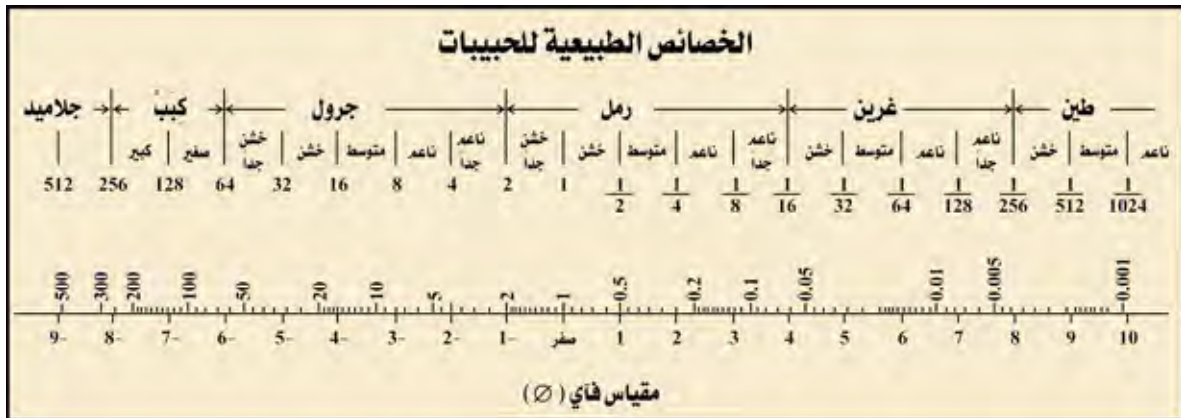 الخصائص الطبيعية للحبيبات
جلاميد كبب جرول رمل غرين طين
كبير صغير خشن جداً خشن متوسط ناعم ناعم جداً خشن جداً خشن متوسط ناعم ناعم جداً خشن متوسط ناعم ناعم جداً خشن متوسط ناعم
512 256 128 64 32 16 8 4 2 1 1/2 1/4 1/8 1/16 1/32 1/64 1/128 1/256 1/512 1/1024
500 300 200 100 50 20 10 5 2 1 0.5 0.2 0.1 0.05 0.01 0.005 0.001
9- 8- 7- 6- 5- 4- 3- 2- 1- صفر 1 2 3 4 5 6 7 8 9 10
مقياس فآي (Ø)